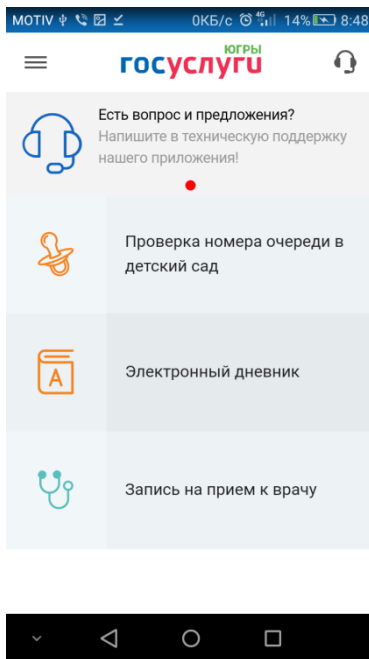 MOTIV 0КБ/с 4G 14% 8:48
госуслуги ЮГРЫ
Есть вопрос и предложения?
Напишите в техническую поддержку
нашего приложения!
Проверка номера очереди в
детский сад
А
Электронный дневник
Запись на прием к врачу